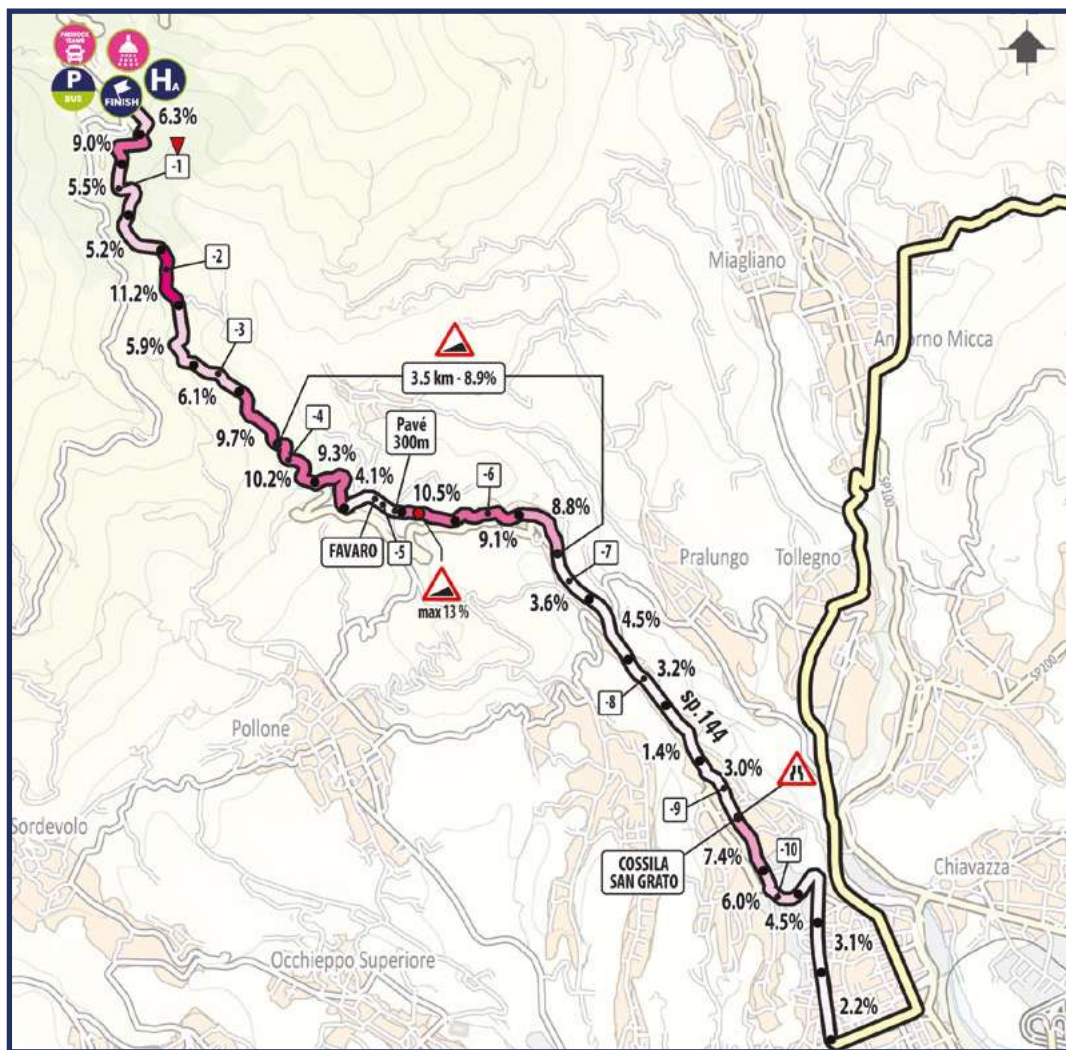 PADDOCK
TEAMS
P
BUS
FINISH
HA
6.3%
9.0%
-1
5.5%
5.2%
-2
11.2%
Miagliano
5.9%
-3
Andorno Micca
6.1%
3.5 km - 8.9%
9.7%
-4
Pavé
300m
9.3%
10.2%
4.1%
10.5%
-6
8.8%
SP100
FAVARO
-5
9.1%
-7
Pralungo
Tollegno
max 13 %
3.6%
4.5%
3.2%
SP100
-8
sp.144
Pollone
1.4%
3.0%
-9
Sordevolo
COSSILA
SAN GRATO
7.4%
-10
Chiavazza
6.0%
4.5%
3.1%
Occhieppo Superiore
2.2%